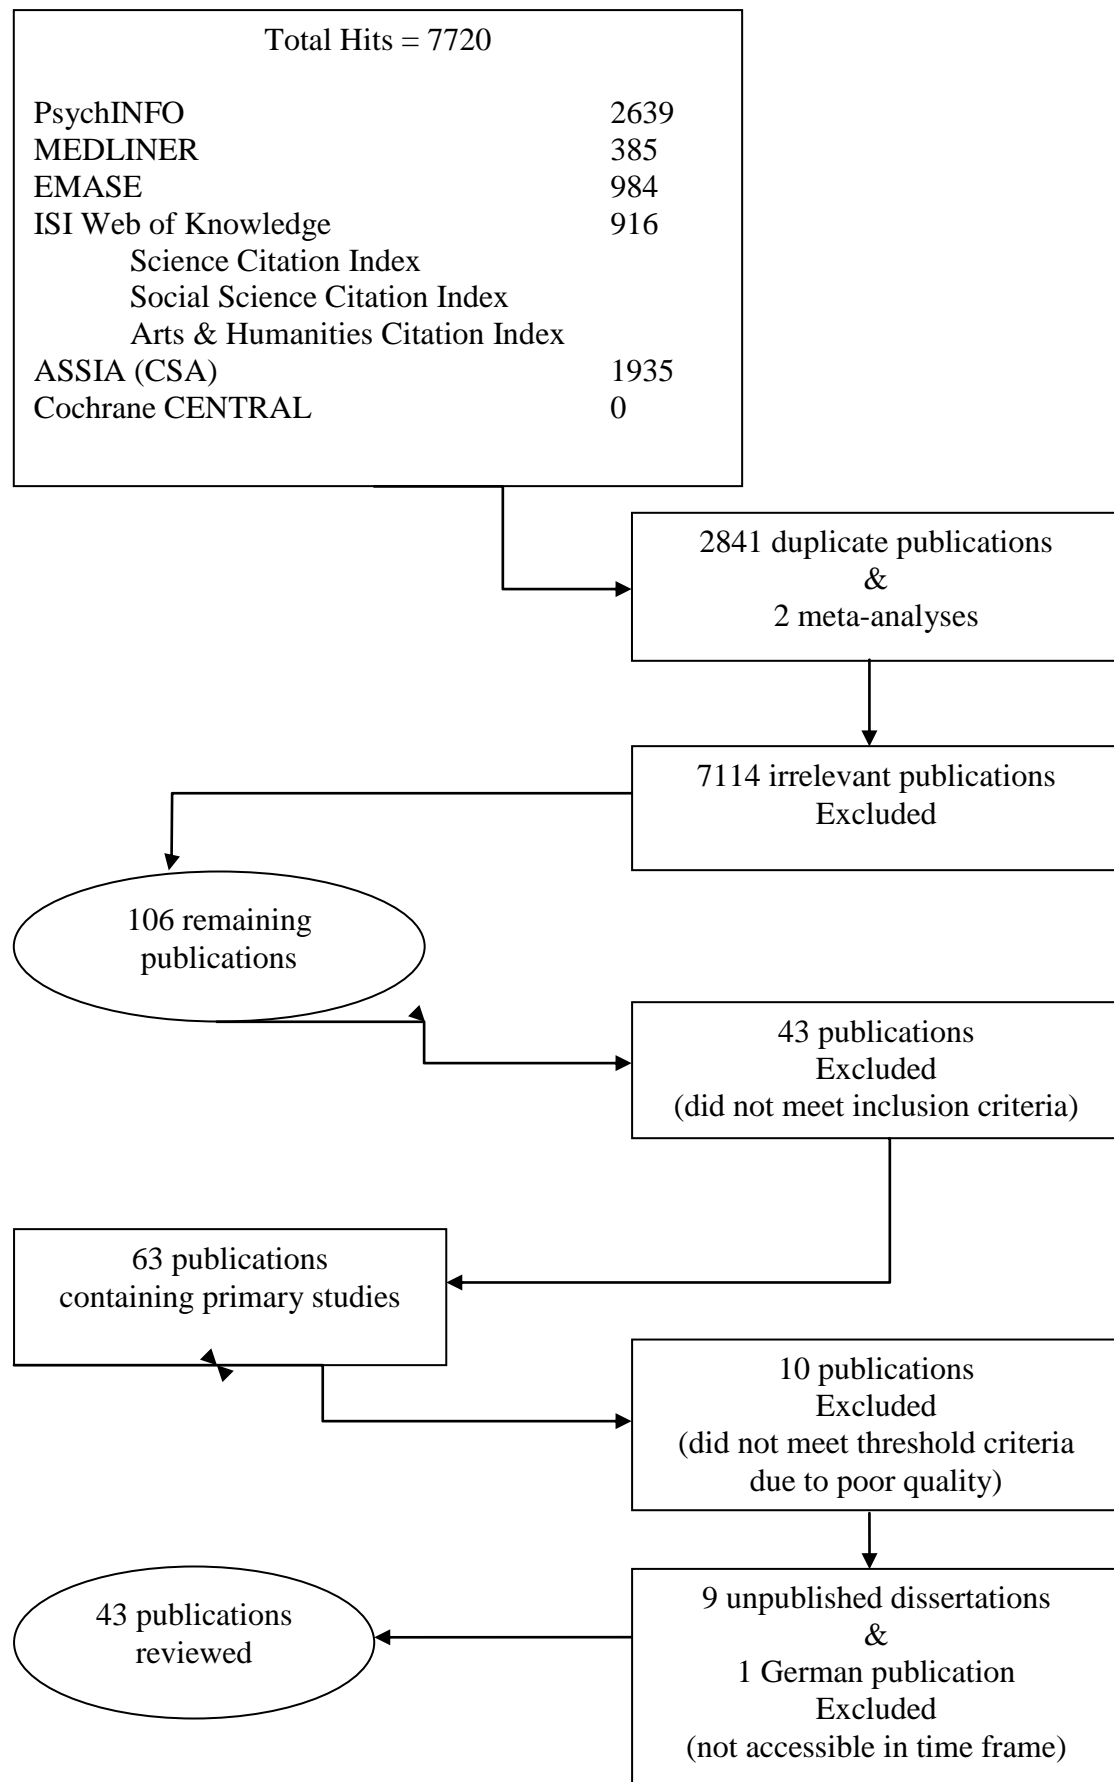 Total Hits = 7720
PsychINFO 2639
MEDLINER 385
EMASE 984
ISI Web of Knowledge 916
Science Citation Index
Social Science Citation Index
Arts & Humanities Citation Index
ASSIA (CSA) 1935
Cochrane CENTRAL 0
2841 duplicate publications
&
2 meta-analyses
7114 irrelevant publications
Excluded
106 remaining
publications
43 publications
Excluded
(did not meet inclusion criteria)
63 publications
containing primary studies
10 publications
Excluded
(did not meet threshold criteria
due to poor quality)
9 unpublished dissertations
&
1 German publication
Excluded
(not accessible in time frame)
43 publications
reviewed